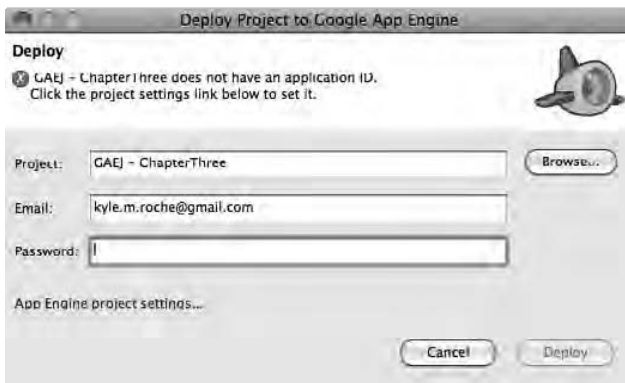 Deploy Project to Google App Engine
Deploy
GAEJ - ChapterThree does not have an application ID.
Click the project settings link below to set it.
Project: GAEJ - ChapterThree Browse...
Email: kyle.m.roche@gmail.com
Password:
App Engine project settings...
Cancel Deploy